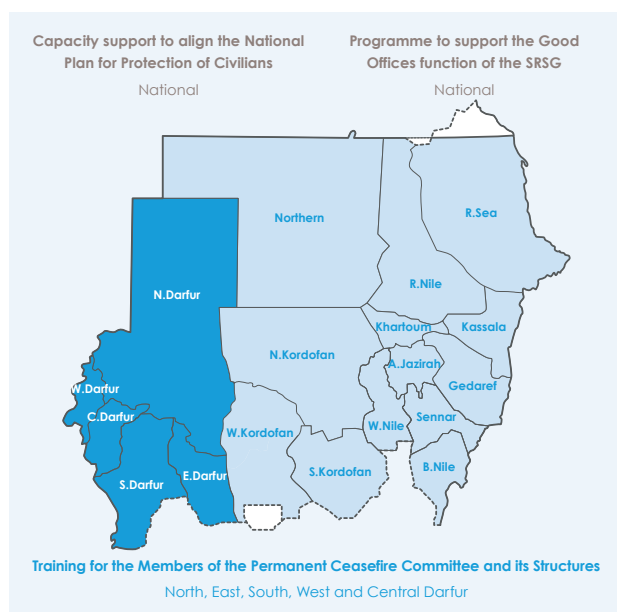 Capacity support to align the National
Plan for Protection of Civilians
National
Programme to support the Good
Offices function of the SRSG
National
Northern
R.Sea
N.Darfur
R.Nile
Khartoum
Kassala
N.Kordofan
A.Jazirah
W.Darfur
Gedaref
C.Darfur
Sennar
W.Kordofan
W.Nile
S.Kordofan
B.Nile
E.Darfur
S.Darfur
Training for the Members of the Permanent Ceasefire Committee and its Structures
North, East, South, West and Central Darfur